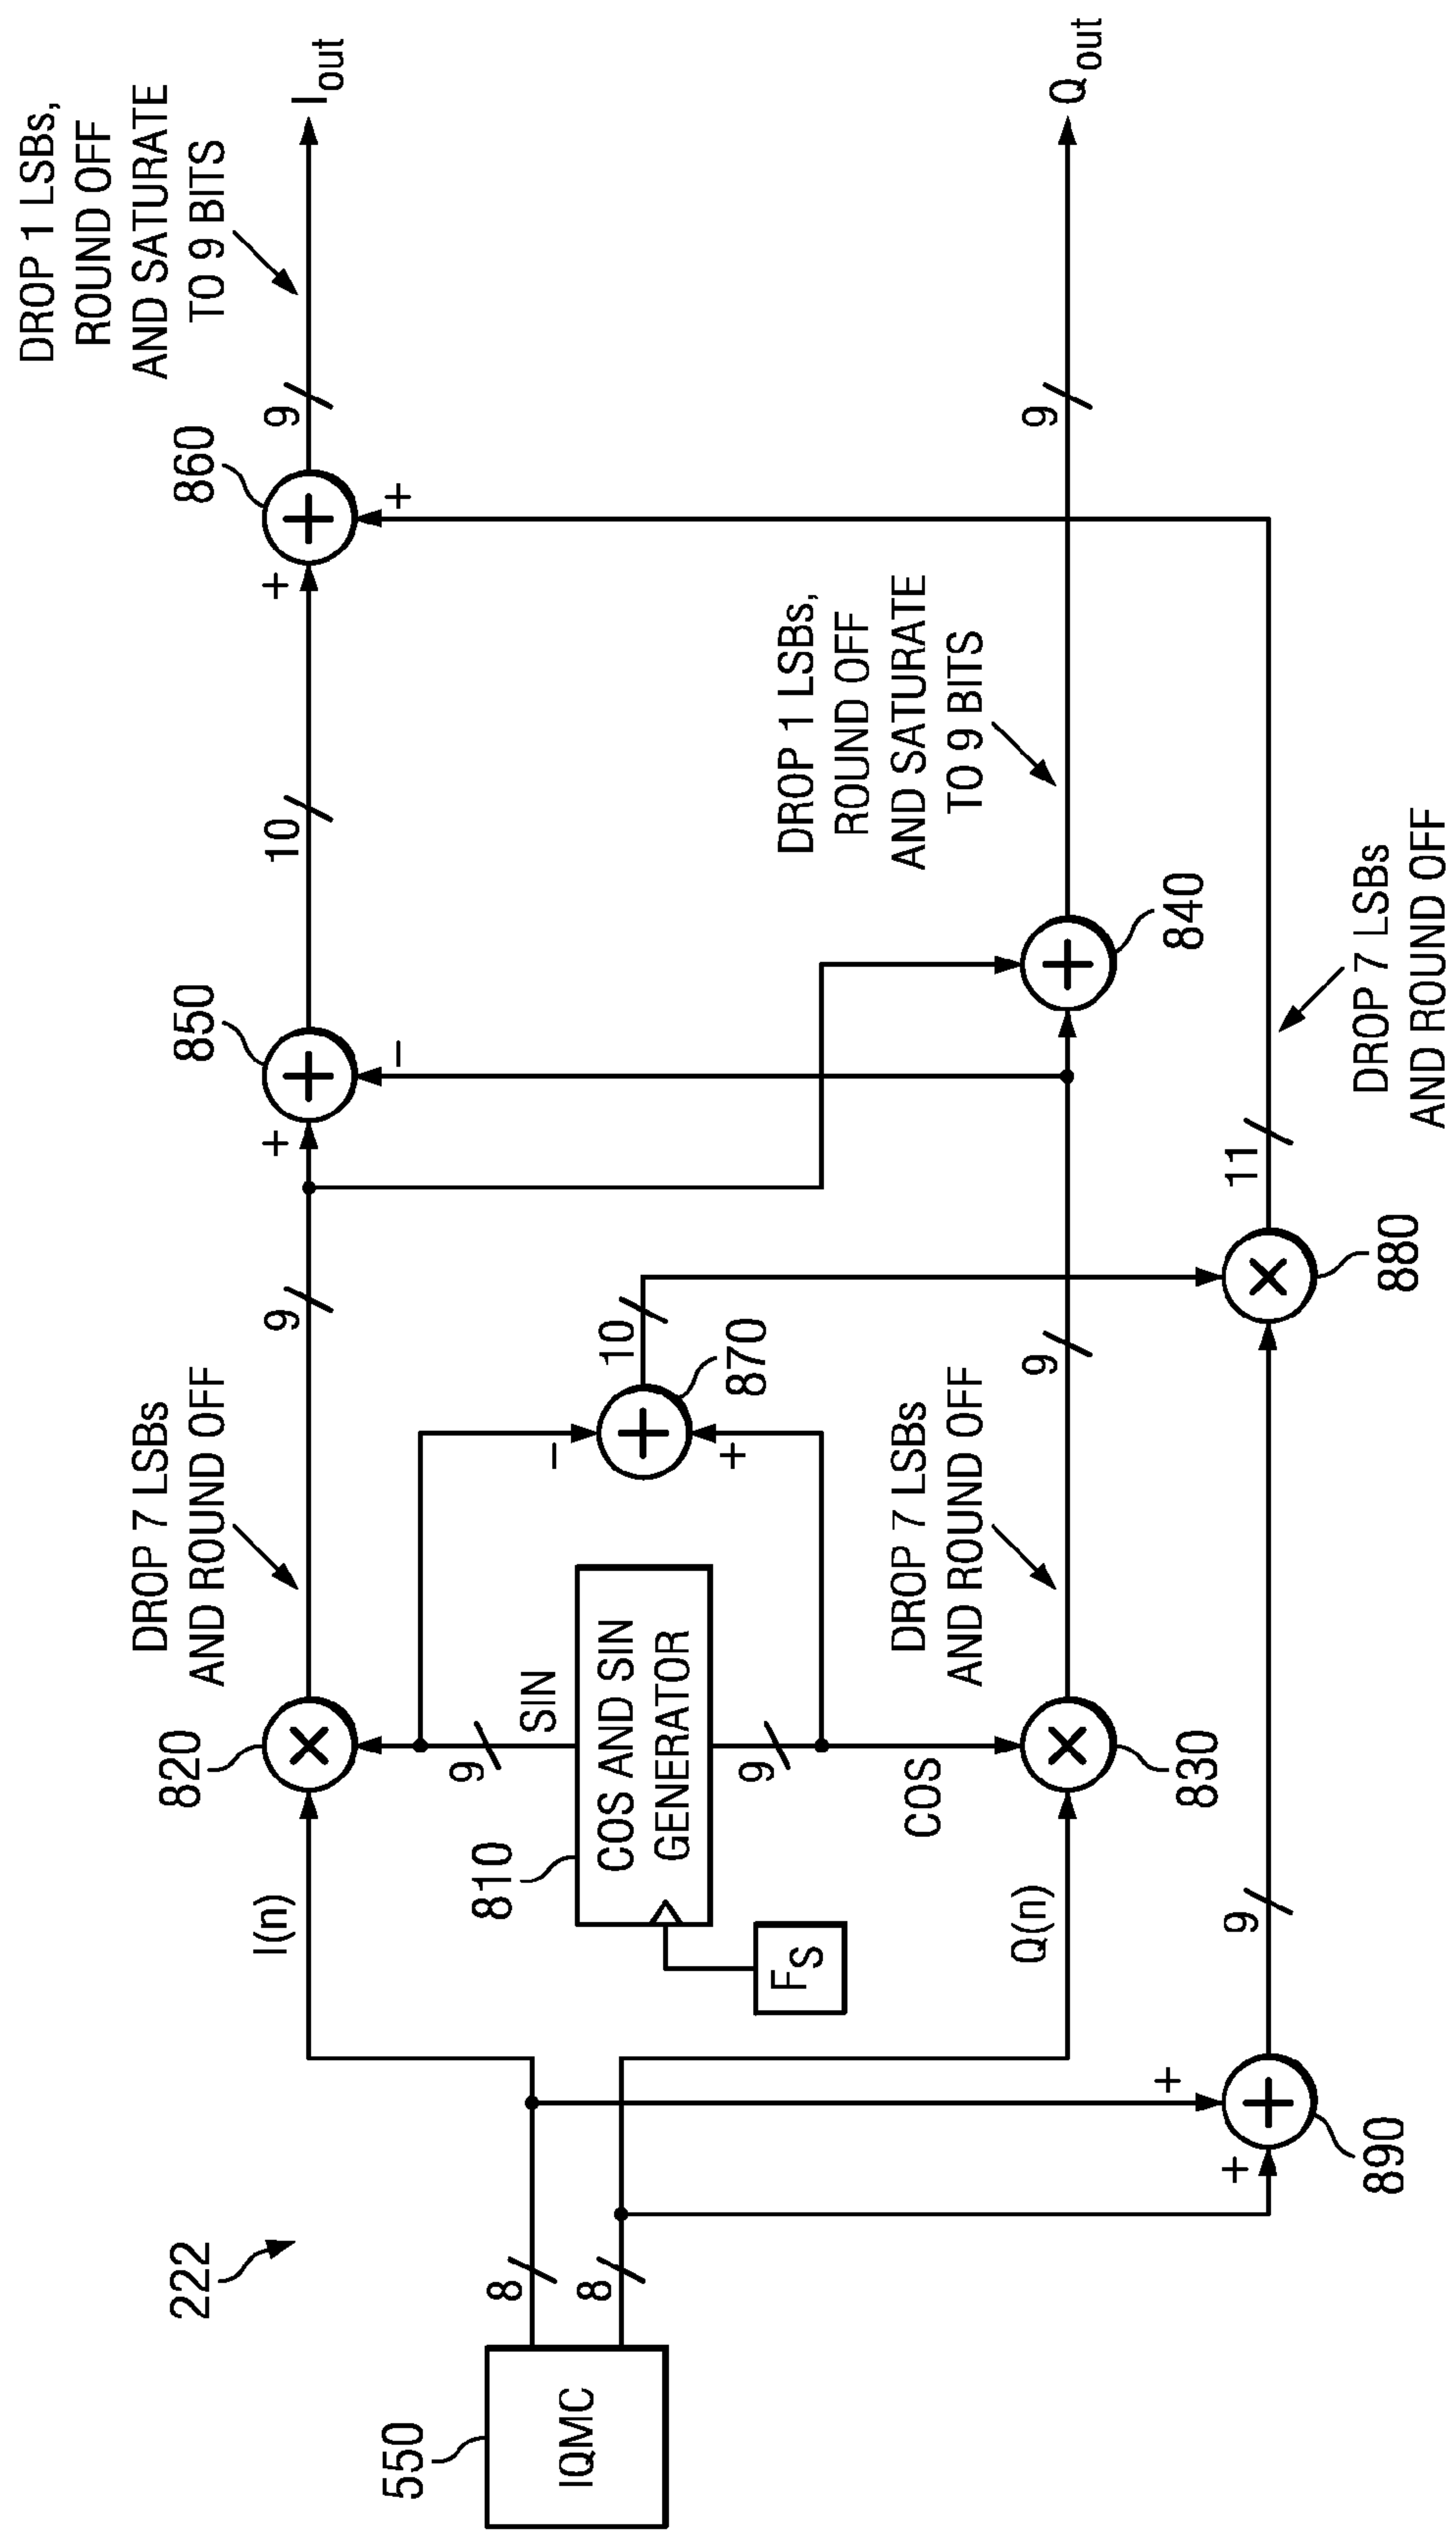 222
550
IQMC
8
8
I(n)
Q(n)
890
+
+
9
FS
810
COS AND SIN
GENERATOR
SIN
COS
9
9
820
830
DROP 7 LSBs
AND ROUND OFF
DROP 7 LSBs
AND ROUND OFF
870
−
+
10
9
9
880
11
DROP 7 LSBs
AND ROUND OFF
850
+
−
840
10
DROP 1 LSBs,
ROUND OFF
AND SATURATE
TO 9 BITS
860
+
+
9
9
DROP 1 LSBs,
ROUND OFF
AND SATURATE
TO 9 BITS
Iout
Qout